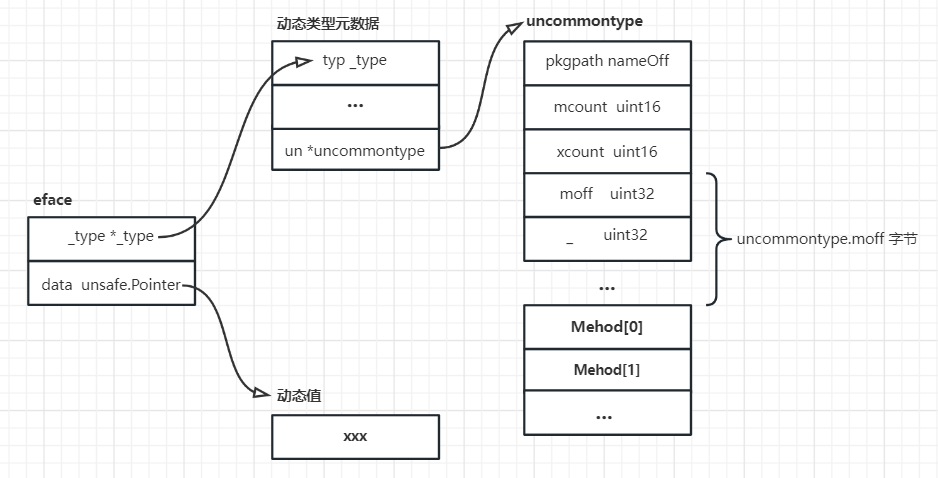 动态类型元数据
typ _type
...
un *uncommontype
uncommontype
pkgpath nameOff
mcount uint16
xcount uint16
moff uint32
_ uint32
...
Mehod[0]
Mehod[1]
...
uncommontype.moff 字节
eface
_type *_type
data unsafe.Pointer
动态值
xxx